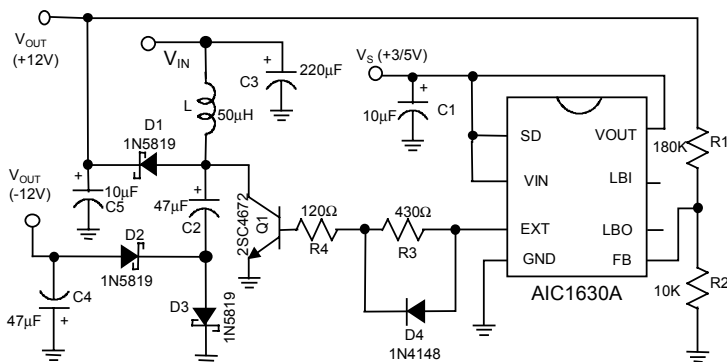 VOUT
(+12V)
VIN
C3
220µF
VS (+3/5V)
L
50µH
10µF
C1
SD
VOUT
180K
R1
D1
1N5819
VOUT
(-12V)
10µF
C5
47µF
C2
2SC4672
Q1
120Ω
R4
430Ω
R3
VIN
LBI
EXT
LBO
GND
FB
AIC1630A
R2
10K
D2
1N5819
C4
47µF
D3
1N5819
D4
1N4148